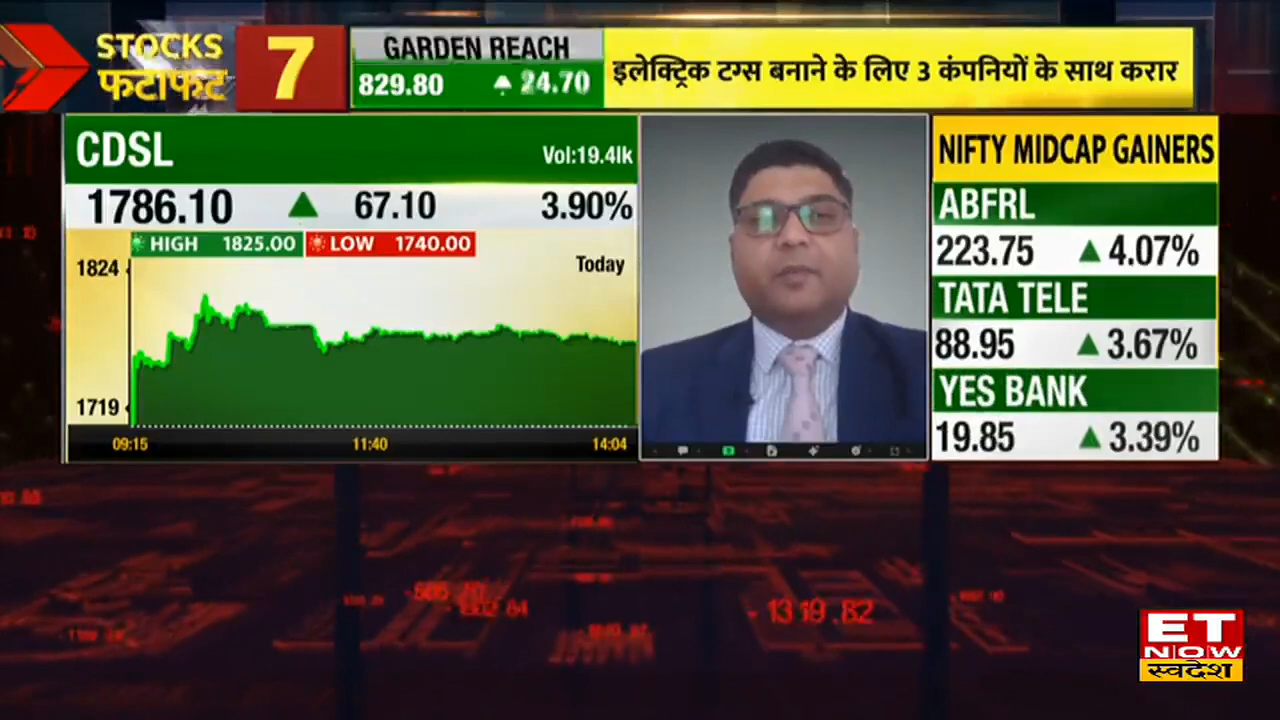 STOCKS
फटाफट
7
GARDEN REACH
829.80 ▲ 24.70
इलेक्ट्रिक टग्स बनाने के लिए 3 कंपनियों के साथ करार
CDSL
Vol:19.4lk
1786.10 ▲ 67.10 3.90%
HIGH 1825.00 LOW 1740.00
Today
1824
1719
09:15 11:40 14:04
NIFTY MIDCAP GAINERS
ABFRL
223.75 ▲ 4.07%
TATA TELE
88.95 ▲ 3.67%
YES BANK
19.85 ▲ 3.39%
- 1319.82
ET
NOW
स्वदेश